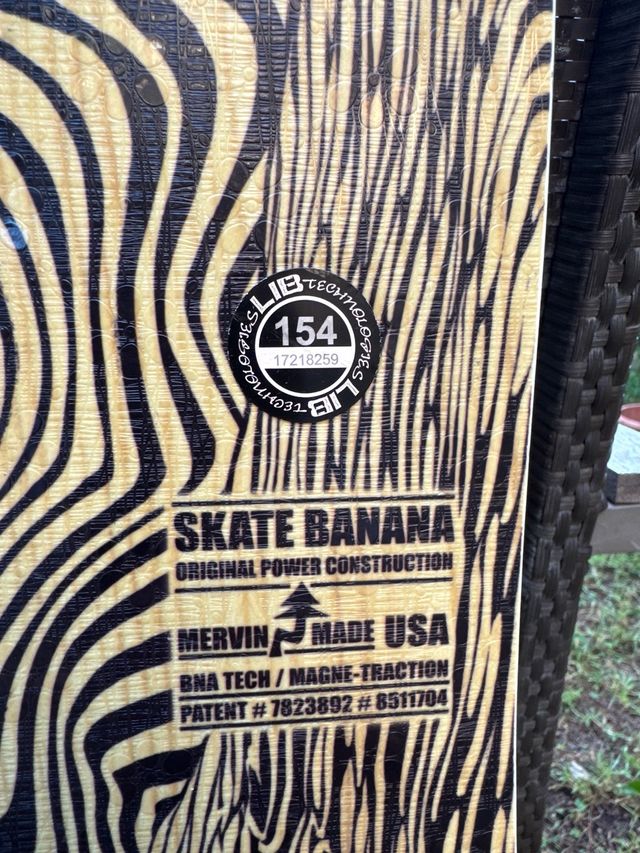 LIB TECHNOLOGIES LIB TECHNOLOGIES
154
17218259
SKATE BANANA
ORIGINAL POWER CONSTRUCTION
MERVIN MADE USA
BNA TECH / MAGNE-TRACTION
PATENT # 7823892 # 8511704